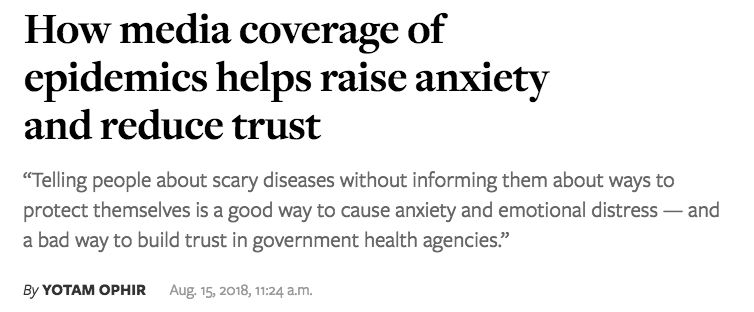 How media coverage of
epidemics helps raise anxiety
and reduce trust
“Telling people about scary diseases without informing them about ways to
protect themselves is a good way to cause anxiety and emotional distress — and
a bad way to build trust in government health agencies.”
By YOTAM OPHIR Aug. 15, 2018, 11:24 a.m.